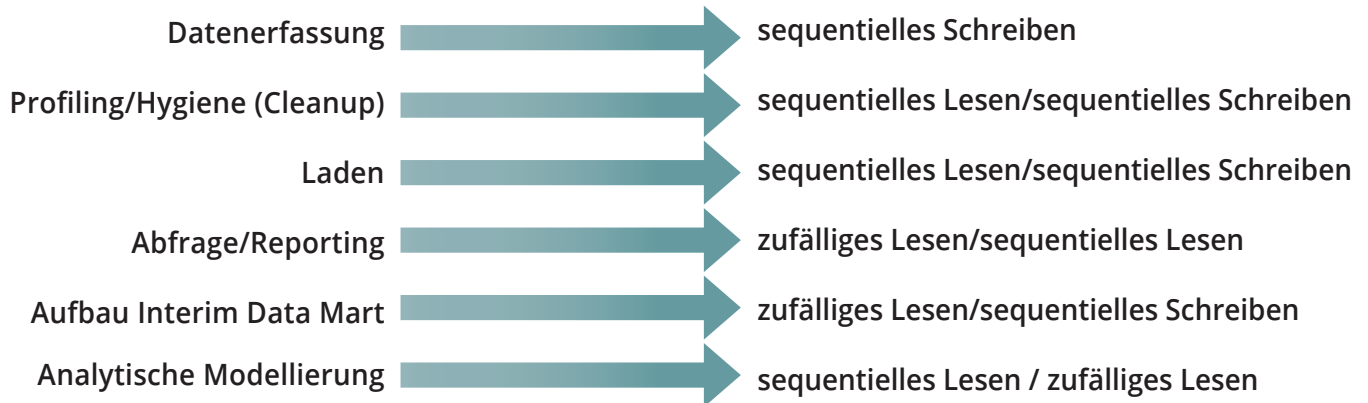 Datenerfassung sequentielles Schreiben
Profiling/Hygiene (Cleanup) sequentielles Lesen/sequentielles Schreiben
Laden sequentielles Lesen/sequentielles Schreiben
Abfrage/Reporting zufälliges Lesen/sequentielles Lesen
Aufbau Interim Data Mart zufälliges Lesen/sequentielles Schreiben
Analytische Modellierung sequentielles Lesen / zufälliges Lesen